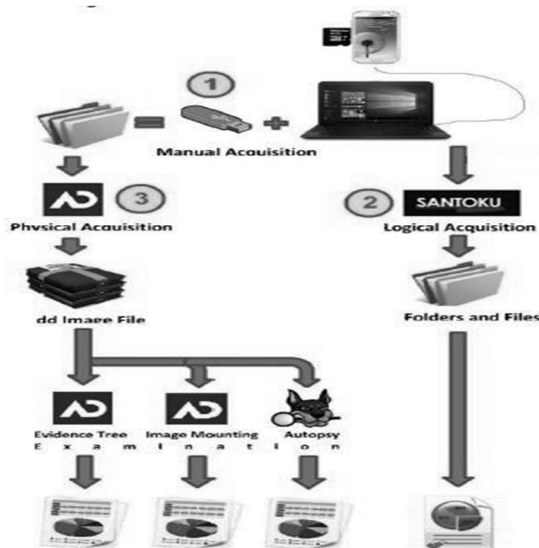 1
Manual Acquisition
3
2
SANTOKU
Physical Acquisition
Logical Acquisition
dd Image File
Folders and Files
Evidence Tree Image Mounting Autopsy
E x a m i n a t i o n